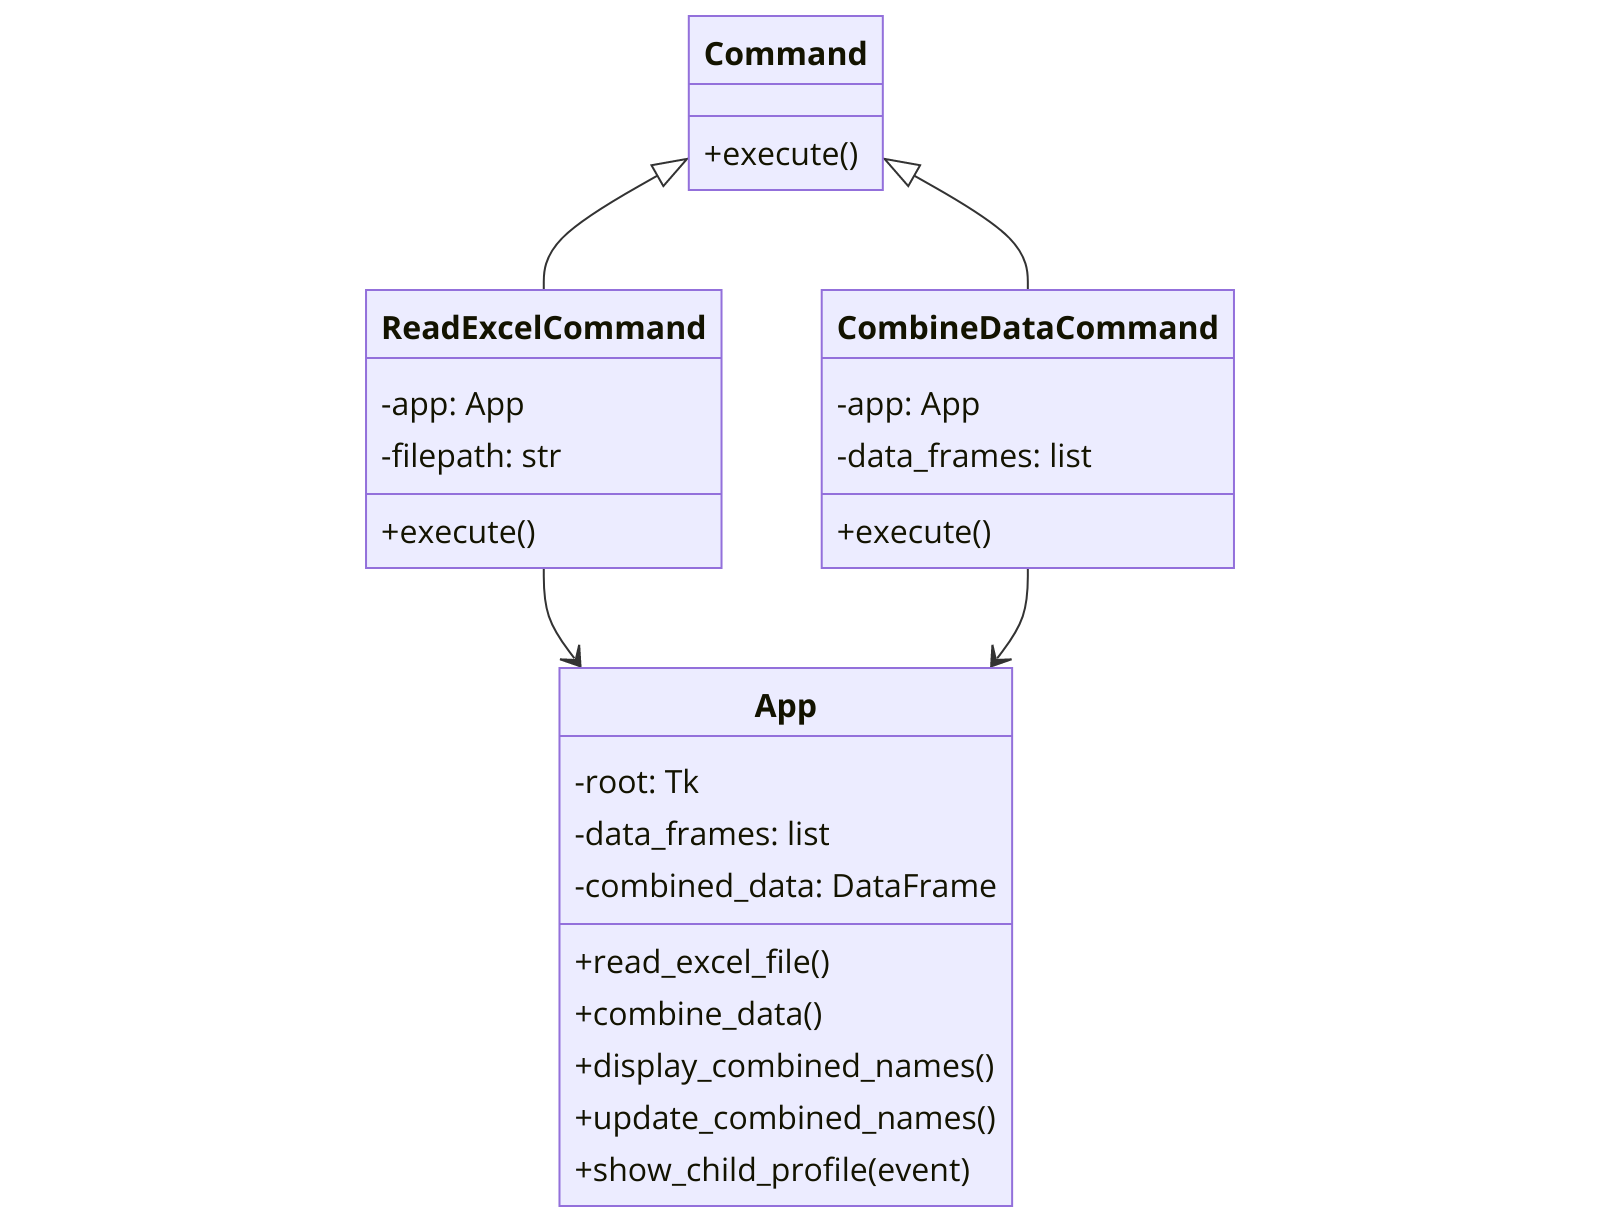 Command
+execute()
ReadExcelCommand
-app: App
-filepath: str
+execute()
CombineDataCommand
-app: App
-data_frames: list
+execute()
App
-root: Tk
-data_frames: list
-combined_data: DataFrame
+read_excel_file()
+combine_data()
+display_combined_names()
+update_combined_names()
+show_child_profile(event)